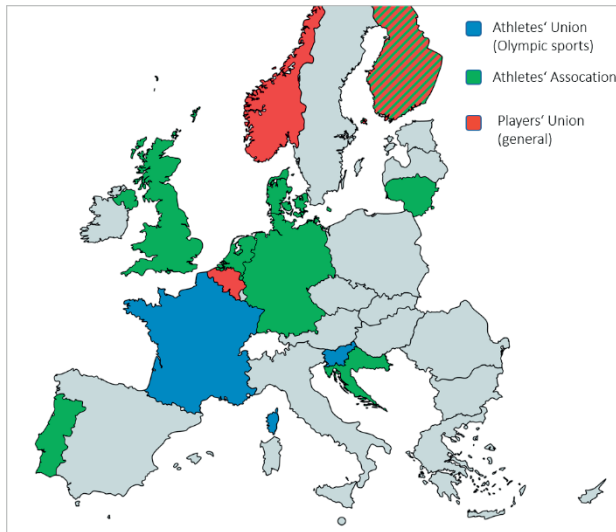 Athletes‘ Union
(Olympic sports)
Athletes‘ Assocation
Players‘ Union
(general)